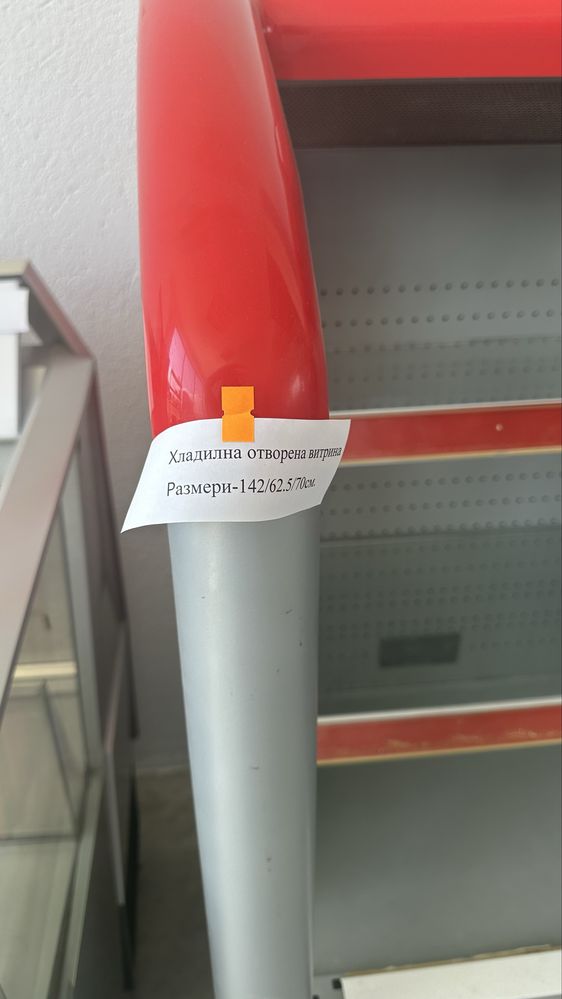 Хладилна отворена витрина
Размери-142/62.5/70см.